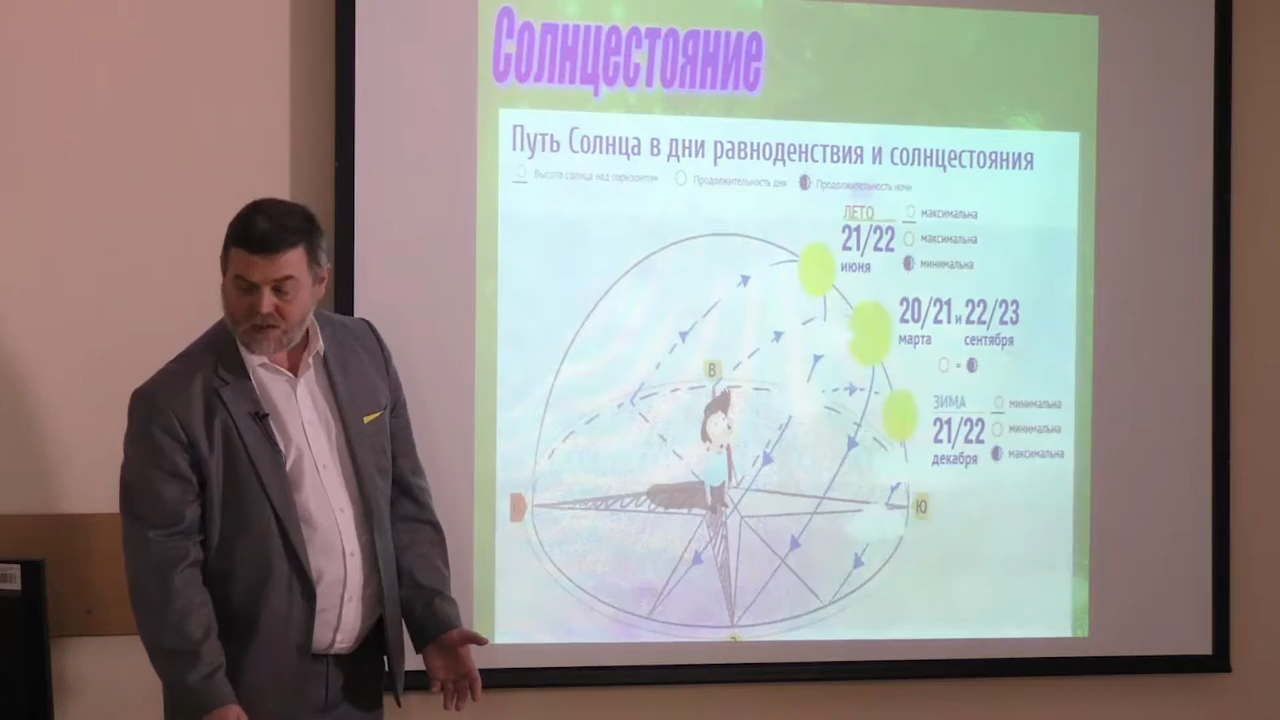 Солнцестояние
Путь Солнца в дни равноденствия и солнцестояния
Высота солнца над горизонтом Продолжительность дня Продолжительность ночи
ЛЕТО максимальна
21/22 максимальна
июня минимальна
20/21 и 22/23
марта сентября
=
В
ЗИМА минимальна
21/22 минимальна
декабря максимальна
Ю